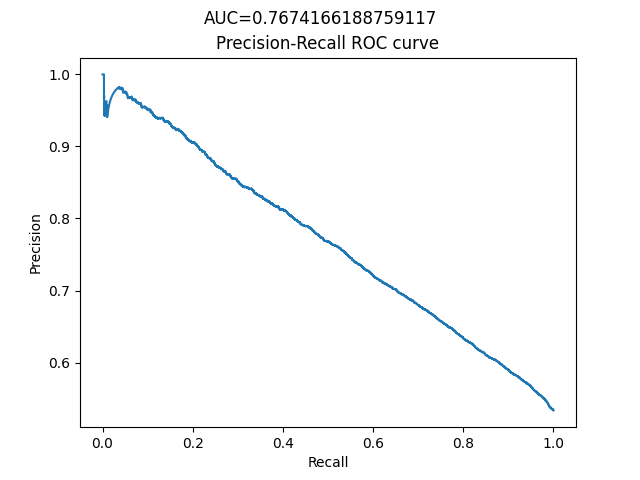 AUC=0.7674166188759117
Precision-Recall ROC curve
1.0
0.9
0.8
0.7
0.6
Precision
0.0 0.2 0.4 0.6 0.8 1.0
Recall